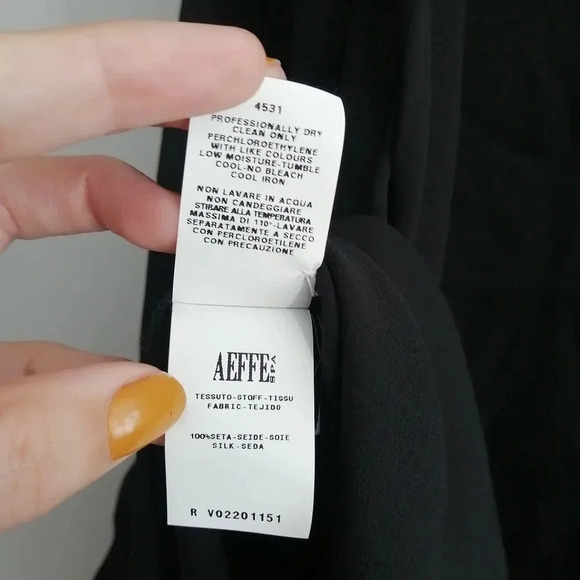 4531
PROFESSIONALLY DRY
CLEAN ONLY
PERCHLOROETHYLENE
WITH LIKE COLOURS
LOW MOISTURE-TUMBLE
COOL-NO BLEACH
COOL IRON
NON LAVARE IN ACQUA
NON CANDEGGIARE
STIRARE ALLA TEMPERATURA
MASSIMA DI 110°-LAVARE
SEPARATAMENTE A SECCO
CON PERCLOROETILENE
CON PRECAUZIONE
AEFFE SPA
TESSUTO-STOFF-TISSU
FABRIC-TEJIDO
100%SETA-SEIDE-SOIE
SILK-SEDA
R V02201151